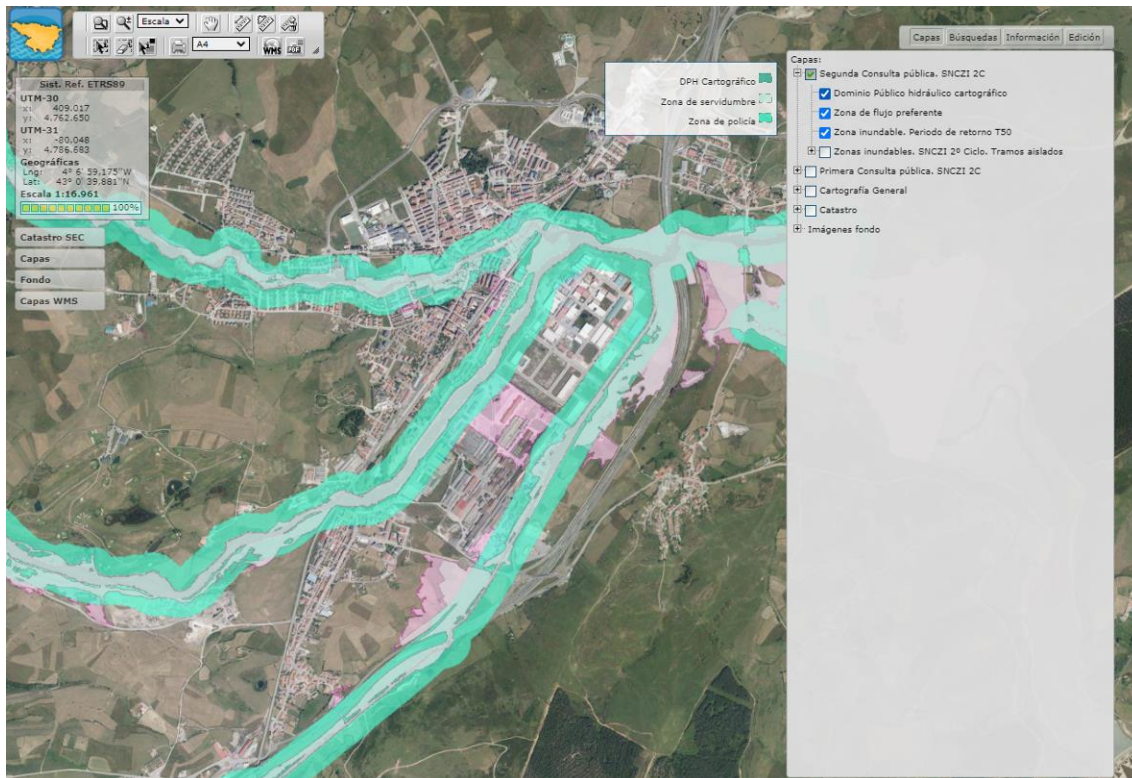 Escala
A4
WMS
Sist. Ref. ETRS89
UTM-30
x: 409.017
y: 4.762.650
UTM-31
x: -80.048
y: 4.786.683
Geográficas
Lng: 4° 6' 59,175"W
Lat: 43° 0' 39,881"N
Escala 1:16.961
100%
Catastro SEC
Capas
Fondo
Capas WMS
DPH Cartográfico
Zona de servidumbre
Zona de policía
Capas Búsquedas Información Edición
Capas:
Segunda Consulta pública. SNCZI 2C
Dominio Público hidráulico cartográfico
Zona de flujo preferente
Zona inundable. Periodo de retorno T50
Zonas inundables. SNCZI 2º Ciclo. Tramos aislados
Primera Consulta pública. SNCZI 2C
Cartografía General
Catastro
Imágenes fondo